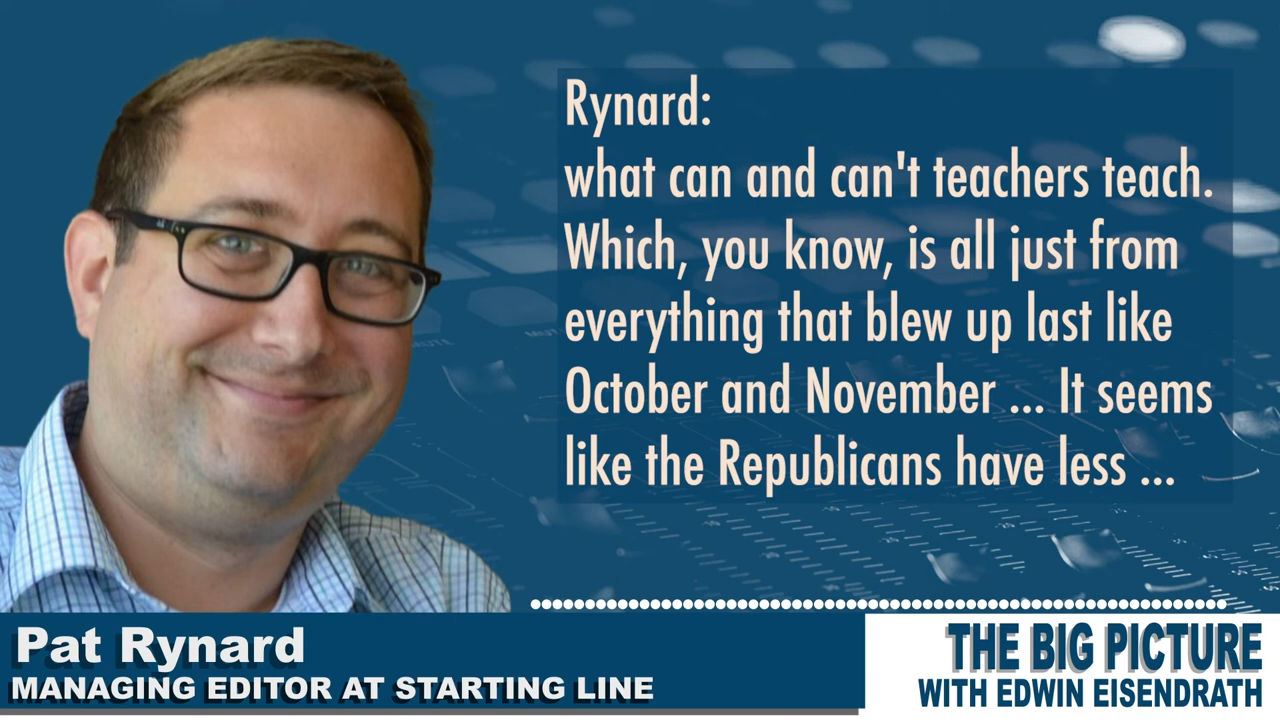 Rynard:
what can and can't teachers teach.
Which, you know, is all just from
everything that blew up last like
October and November ... It seems
like the Republicans have less ...
Pat Rynard
MANAGING EDITOR AT STARTING LINE
THE BIG PICTURE
WITH EDWIN EISENDRATH